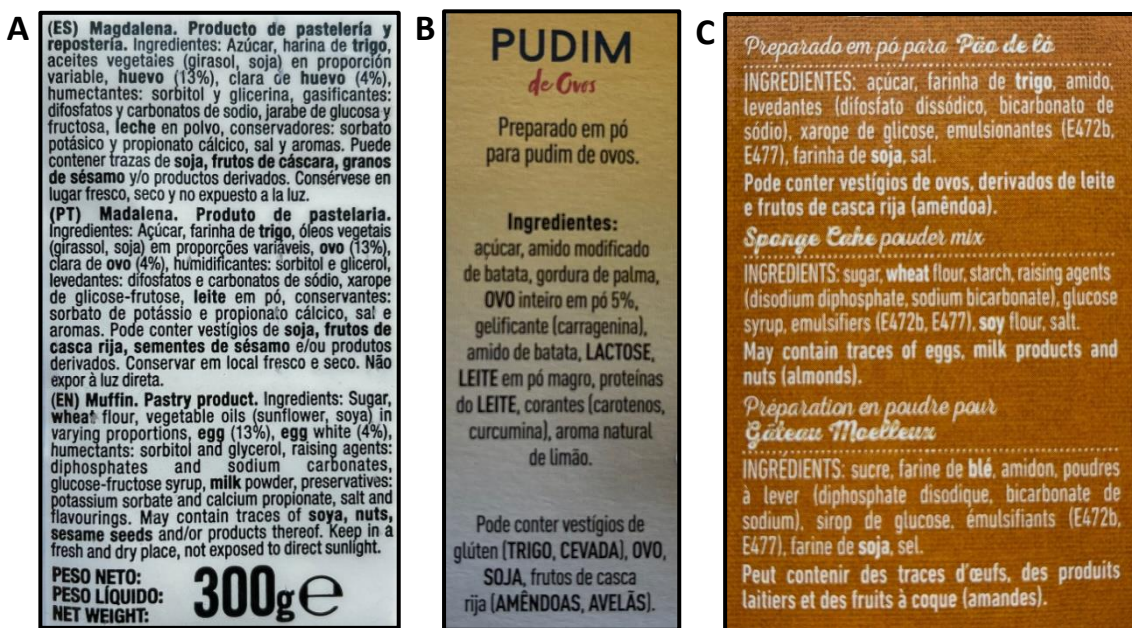 A
(ES) Magdalena. Producto de pastelería y
repostería. Ingredientes: Azúcar, harina de trigo,
aceites vegetales (girasol, soja) en proporción
variable, huevo (13%), clara de huevo (4%),
humectantes: sorbitol y glicerina, gasificantes:
difosfatos y carbonatos de sodio, jarabe de glucosa y
fructosa, leche en polvo, conservadores: sorbato
potásico y propionato cálcico, sal y aromas. Puede
contener trazas de soja, frutos de cáscara, granos
de sésamo y/o productos derivados. Consérvese en
lugar fresco, seco y no expuesto a la luz.
(PT) Madalena. Produto de pastelaria.
Ingredientes: Açúcar, farinha de trigo, óleos vegetais
(girassol, soja) em proporções variáveis, ovo (13%),
clara de ovo (4%), humidificantes: sorbitol e glicerol,
levedantes: difosfatos e carbonatos de sódio, xarope
de glicose-frutose, leite em pó, conservantes:
sorbato de potássio e propionato cálcico, sal e
aromas. Pode conter vestígios de soja, frutos de
casca rija, sementes de sésamo e/ou produtos
derivados. Conservar em local fresco e seco. Não
expor à luz direta.
(EN) Muffin. Pastry product. Ingredients: Sugar,
wheat flour, vegetable oils (sunflower, soya) in
varying proportions, egg (13%), egg white (4%),
humectants: sorbitol and glycerol, raising agents:
diphosphates and sodium carbonates,
glucose-fructose syrup, milk powder, preservatives:
potassium sorbate and calcium propionate, salt and
flavourings. May contain traces of soya, nuts,
sesame seeds and/or products thereof. Keep in a
fresh and dry place, not exposed to direct sunlight.
PESO NETO:
PESO LÍQUIDO:
NET WEIGHT:
300g℮
B
PUDIM
de Ovos
Preparado em pó
para pudim de ovos.
Ingredientes:
açúcar, amido modificado
de batata, gordura de palma,
OVO inteiro em pó 5%,
gelificante (carragenina),
amido de batata, LACTOSE,
LEITE em pó magro, proteínas
do LEITE, corantes (carotenos,
curcumina), aroma natural
de limão.
Pode conter vestígios de
glúten (TRIGO, CEVADA), OVO,
SOJA, frutos de casca
rija (AMÊNDOAS, AVELÃS).
C
Preparado em pó para Pão de ló
INGREDIENTES: açúcar, farinha de trigo, amido,
levedantes (difosfato dissódico, bicarbonato de
sódio), xarope de glicose, emulsionantes (E472b,
E477), farinha de soja, sal.
Pode conter vestígios de ovos, derivados de leite
e frutos de casca rija (amêndoa).
Sponge Cake powder mix
INGREDIENTS: sugar, wheat flour, starch, raising agents
(disodium diphosphate, sodium bicarbonate), glucose
syrup, emulsifiers (E472b, E477), soy flour, salt.
May contain traces of eggs, milk products and
nuts (almonds).
Préparation en poudre pour
Gâteau Moelleux
INGRÉDIENTS: sucre, farine de blé, amidon, poudres
à lever (diphosphate disodique, bicarbonate de
sodium), sirop de glucose, émulsifiants (E472b,
E477), farine de soja, sel.
Peut contenir des traces d'œufs, des produits
laitiers et des fruits à coque (amandes).